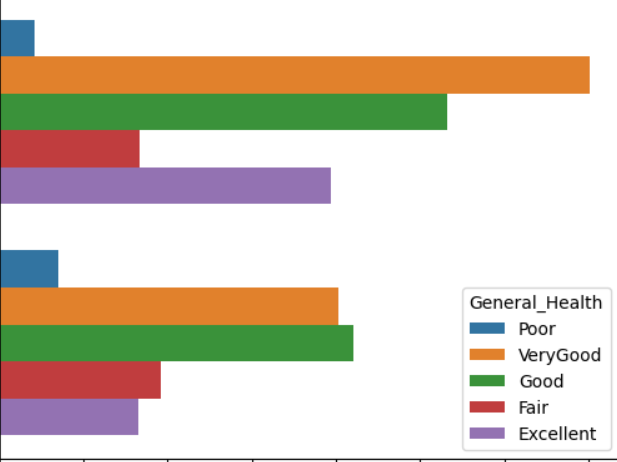 General_Health
Poor
VeryGood
Good
Fair
Excellent